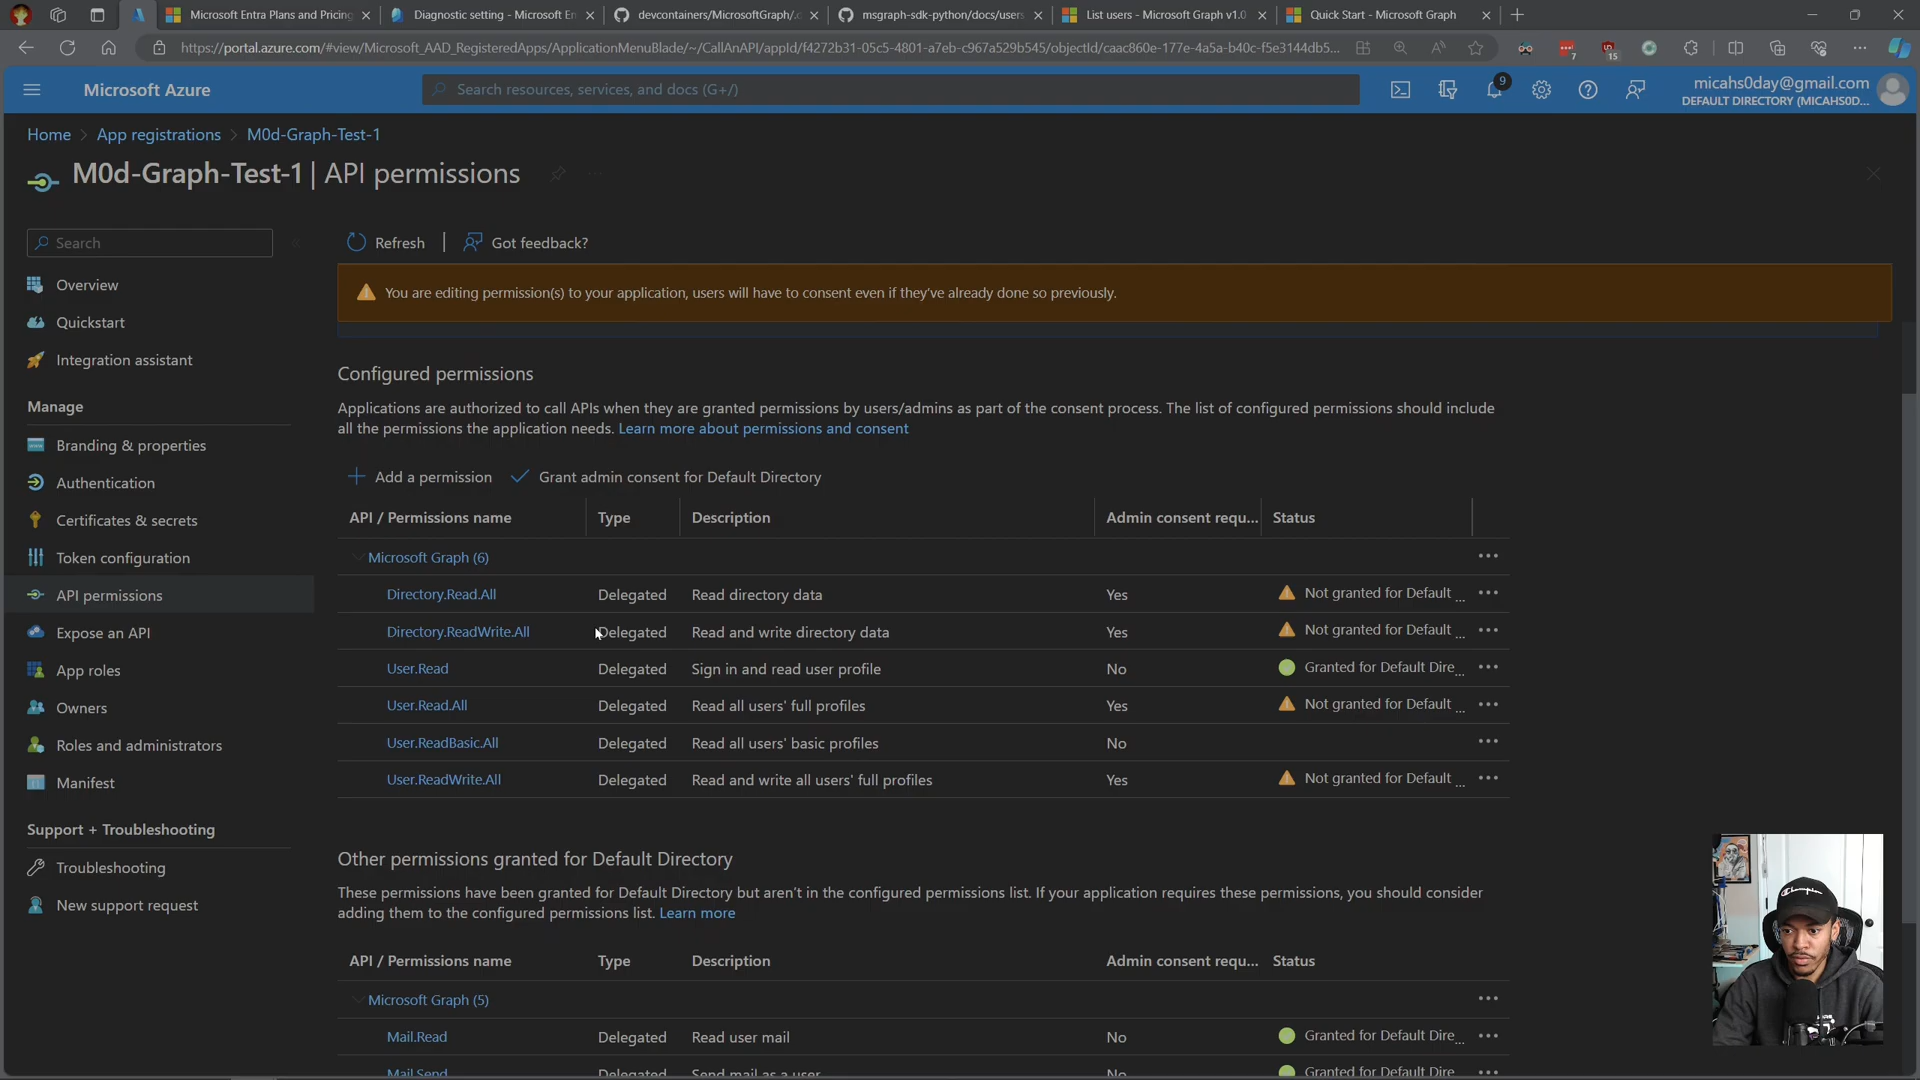 Microsoft Entra Plans and Pricing
Diagnostic setting - Microsoft En
devcontainers/MicrosoftGraph/.c
msgraph-sdk-python/docs/users
List users - Microsoft Graph v1.0
Quick Start - Microsoft Graph
https://portal.azure.com/#view/Microsoft_AAD_RegisteredApps/ApplicationMenuBlade/~/CallAnAPI/appId/f4272b31-05c5-4801-a7eb-c967a529b545/objectId/caaac860e-177e-4a5a-b40c-f5e3144db5...
7
15
Microsoft Azure
Search resources, services, and docs (G+/)
9
micahs0day@gmail.com
DEFAULT DIRECTORY (MICAHS0D...
Home > App registrations > M0d-Graph-Test-1
M0d-Graph-Test-1 | API permissions
Search
Refresh
Got feedback?
You are editing permission(s) to your application, users will have to consent even if they've already done so previously.
Overview
Quickstart
Integration assistant
Manage
Branding & properties
Authentication
Certificates & secrets
Token configuration
API permissions
Expose an API
App roles
Owners
Roles and administrators
Manifest
Support + Troubleshooting
Troubleshooting
New support request
Configured permissions
Applications are authorized to call APIs when they are granted permissions by users/admins as part of the consent process. The list of configured permissions should include
all the permissions the application needs. Learn more about permissions and consent
Add a permission
Grant admin consent for Default Directory
API / Permissions name Type Description Admin consent requ... Status
Microsoft Graph (6)
Directory.Read.All Delegated Read directory data Yes Not granted for Default ...
Directory.ReadWrite.All Delegated Read and write directory data Yes Not granted for Default ...
User.Read Delegated Sign in and read user profile No Granted for Default Dire...
User.Read.All Delegated Read all users' full profiles Yes Not granted for Default ...
User.ReadBasic.All Delegated Read all users' basic profiles No
User.ReadWrite.All Delegated Read and write all users' full profiles Yes Not granted for Default ...
Other permissions granted for Default Directory
These permissions have been granted for Default Directory but aren't in the configured permissions list. If your application requires these permissions, you should consider
adding them to the configured permissions list. Learn more
API / Permissions name Type Description Admin consent requ... Status
Microsoft Graph (5)
Mail.Read Delegated Read user mail No Granted for Default Dire...
Mail.Send Delegated Send mail as a user No Granted for Default Dire
Champion